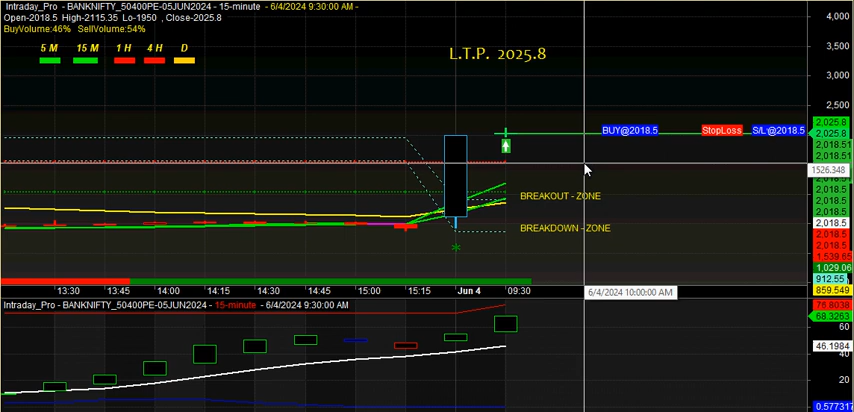 Intraday_Pro - BANKNIFTY_50400PE-05JUN2024 - 15-minute - 6/4/2024 9:30:00 AM -
Open-2018.5 High-2115.35 Lo-1950 , Close-2025.8
BuyVolume:46% SellVolume:54%
5 M 15 M 1 H 4 H D
L.T.P. 2025.8
4,000
3,500
3,000
2,500
2,025.8
2,025.8
2,018.51
2,018.51
BUY@2018.5 StopLoss S/L@2018.5
1526.348
2,018.5
2,018.5
2,018.5
2,018.5
2,018.5
2,018.5
1,539.65
1,029.06
912.55
859.549
BREAKOUT - ZONE
BREAKDOWN - ZONE
13:30 13:45 14:00 14:15 14:30 14:45 15:00 15:15 Jun 4 09:30
6/4/2024 10:00:00 AM
Intraday_Pro - BANKNIFTY_50400PE-05JUN2024 - 15-minute - 6/4/2024 9:30:00 AM
78.8038
68.3263
60
46.1984
40
20
0.577317